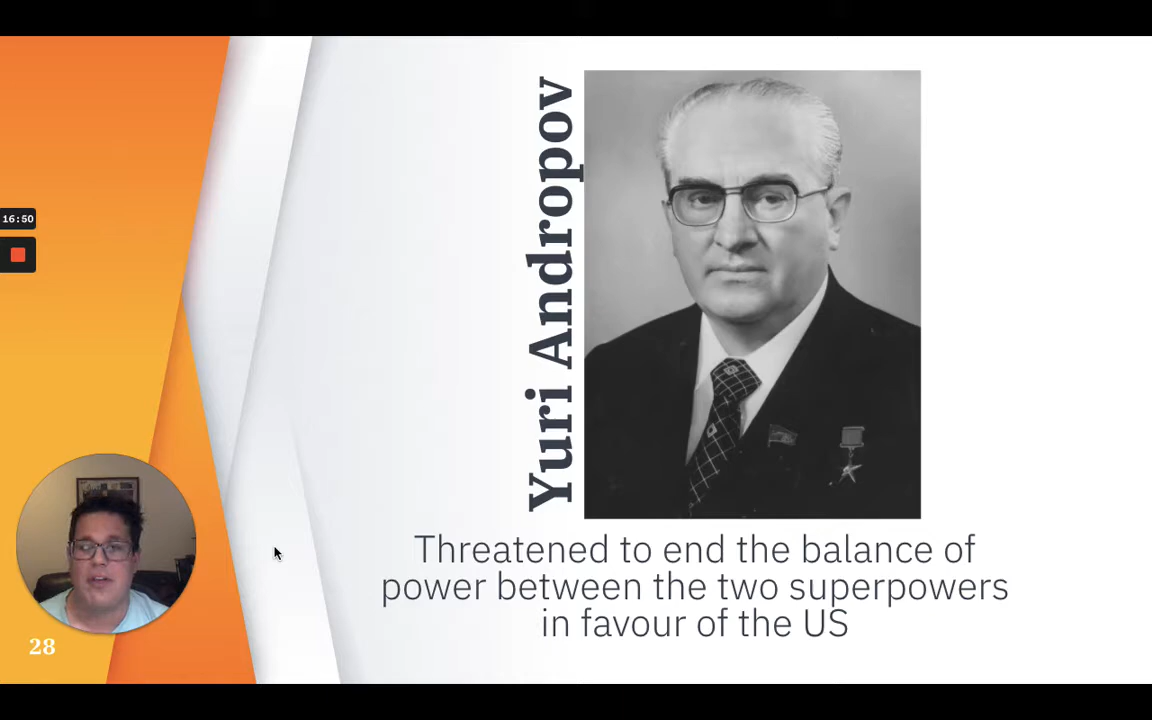 16:50
Yuri Andropov
Threatened to end the balance of
power between the two superpowers
in favour of the US
28